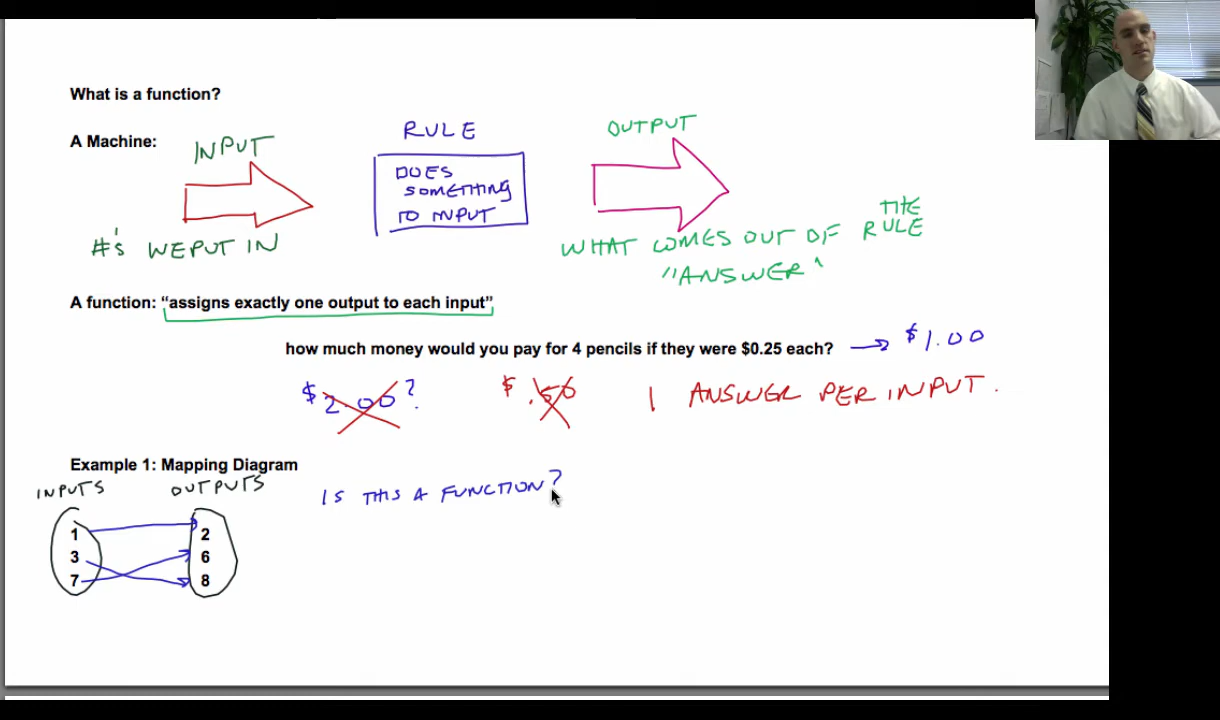 What is a function?
A Machine:
INPUT
RULE
OUTPUT
DOES
SOMETHING
TO INPUT
#'s WE PUT IN
WHAT COMES OUT OF THE RULE
"ANSWER"
A function: “assigns exactly one output to each input”
how much money would you pay for 4 pencils if they were $0.25 each? → $1.00
$2.00?
$.50
1 ANSWER PER INPUT.
Example 1: Mapping Diagram
INPUTS
OUTPUTS
IS THIS A FUNCTION?
1 2
3 6
7 8